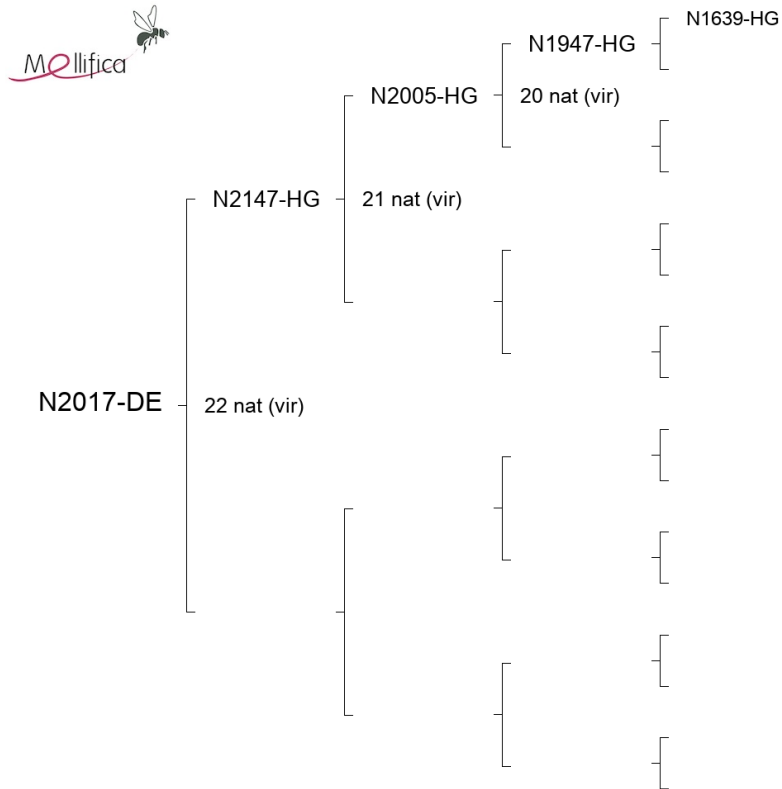 Mellifica
N1639-HG
N1947-HG
N2005-HG
20 nat (vir)
N2147-HG
21 nat (vir)
N2017-DE
22 nat (vir)